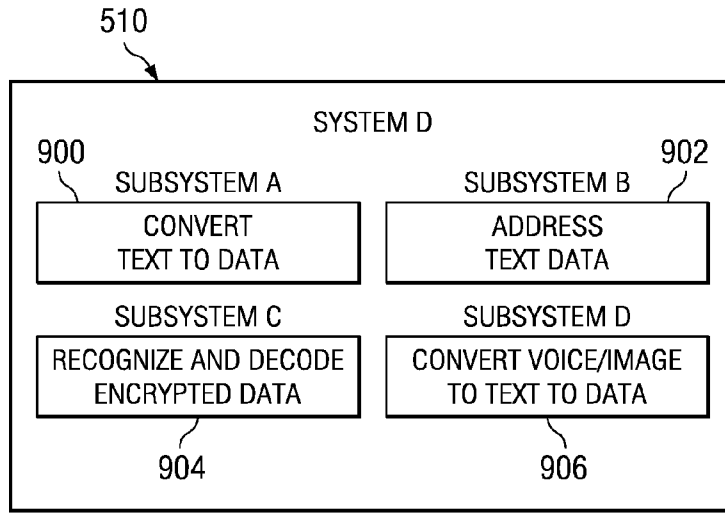 510
SYSTEM D
900
902
SUBSYSTEM A
SUBSYSTEM B
CONVERT
TEXT TO DATA
ADDRESS
TEXT DATA
SUBSYSTEM C
SUBSYSTEM D
RECOGNIZE AND DECODE
ENCRYPTED DATA
CONVERT VOICE/IMAGE
TO TEXT TO DATA
904
906